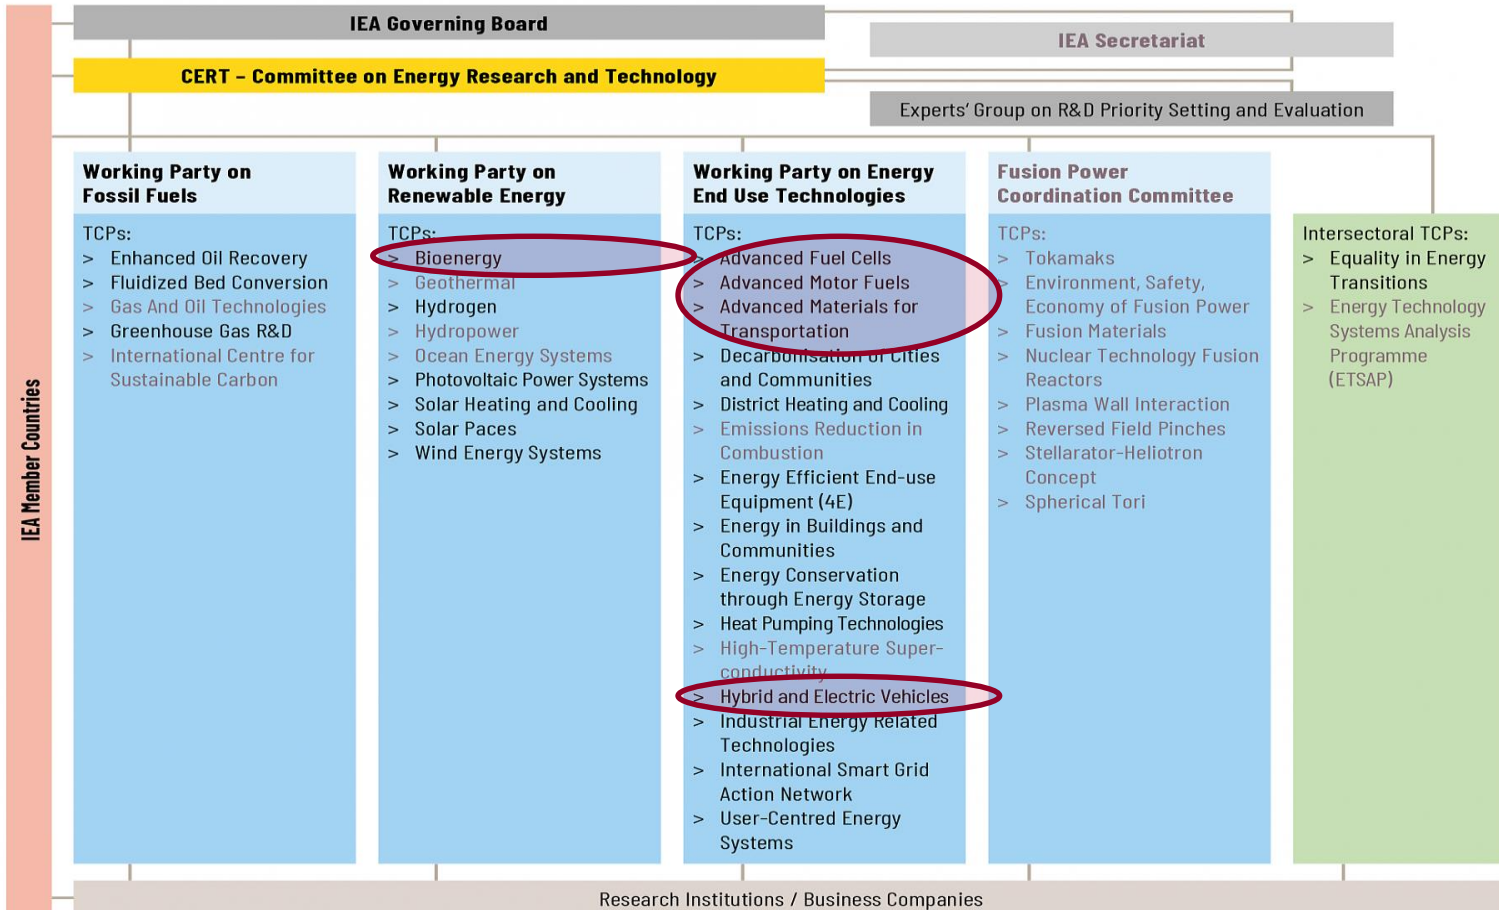 IEA Member Countries
IEA Governing Board
IEA Secretariat
CERT – Committee on Energy Research and Technology
Experts’ Group on R&D Priority Setting and Evaluation
Working Party on
Fossil Fuels
TCPs:
> Enhanced Oil Recovery
> Fluidized Bed Conversion
> Gas And Oil Technologies
> Greenhouse Gas R&D
> International Centre for
Sustainable Carbon
Working Party on
Renewable Energy
TCPs:
> Bioenergy
> Geothermal
> Hydrogen
> Hydropower
> Ocean Energy Systems
> Photovoltaic Power Systems
> Solar Heating and Cooling
> Solar Paces
> Wind Energy Systems
Working Party on Energy
End Use Technologies
TCPs:
> Advanced Fuel Cells
> Advanced Motor Fuels
> Advanced Materials for
Transportation
> Decarbonisation of Cities
and Communities
> District Heating and Cooling
> Emissions Reduction in
Combustion
> Energy Efficient End-use
Equipment (4E)
> Energy in Buildings and
Communities
> Energy Conservation
through Energy Storage
> Heat Pumping Technologies
> High-Temperature Super-
conductivity
> Hybrid and Electric Vehicles
> Industrial Energy Related
Technologies
> International Smart Grid
Action Network
> User-Centred Energy
Systems
Fusion Power
Coordination Committee
TCPs:
> Tokamaks
> Environment, Safety,
Economy of Fusion Power
> Fusion Materials
> Nuclear Technology Fusion
Reactors
> Plasma Wall Interaction
> Reversed Field Pinches
> Stellarator-Heliotron
Concept
> Spherical Tori
Intersectoral TCPs:
> Equality in Energy
Transitions
> Energy Technology
Systems Analysis
Programme
(ETSAP)
Research Institutions / Business Companies